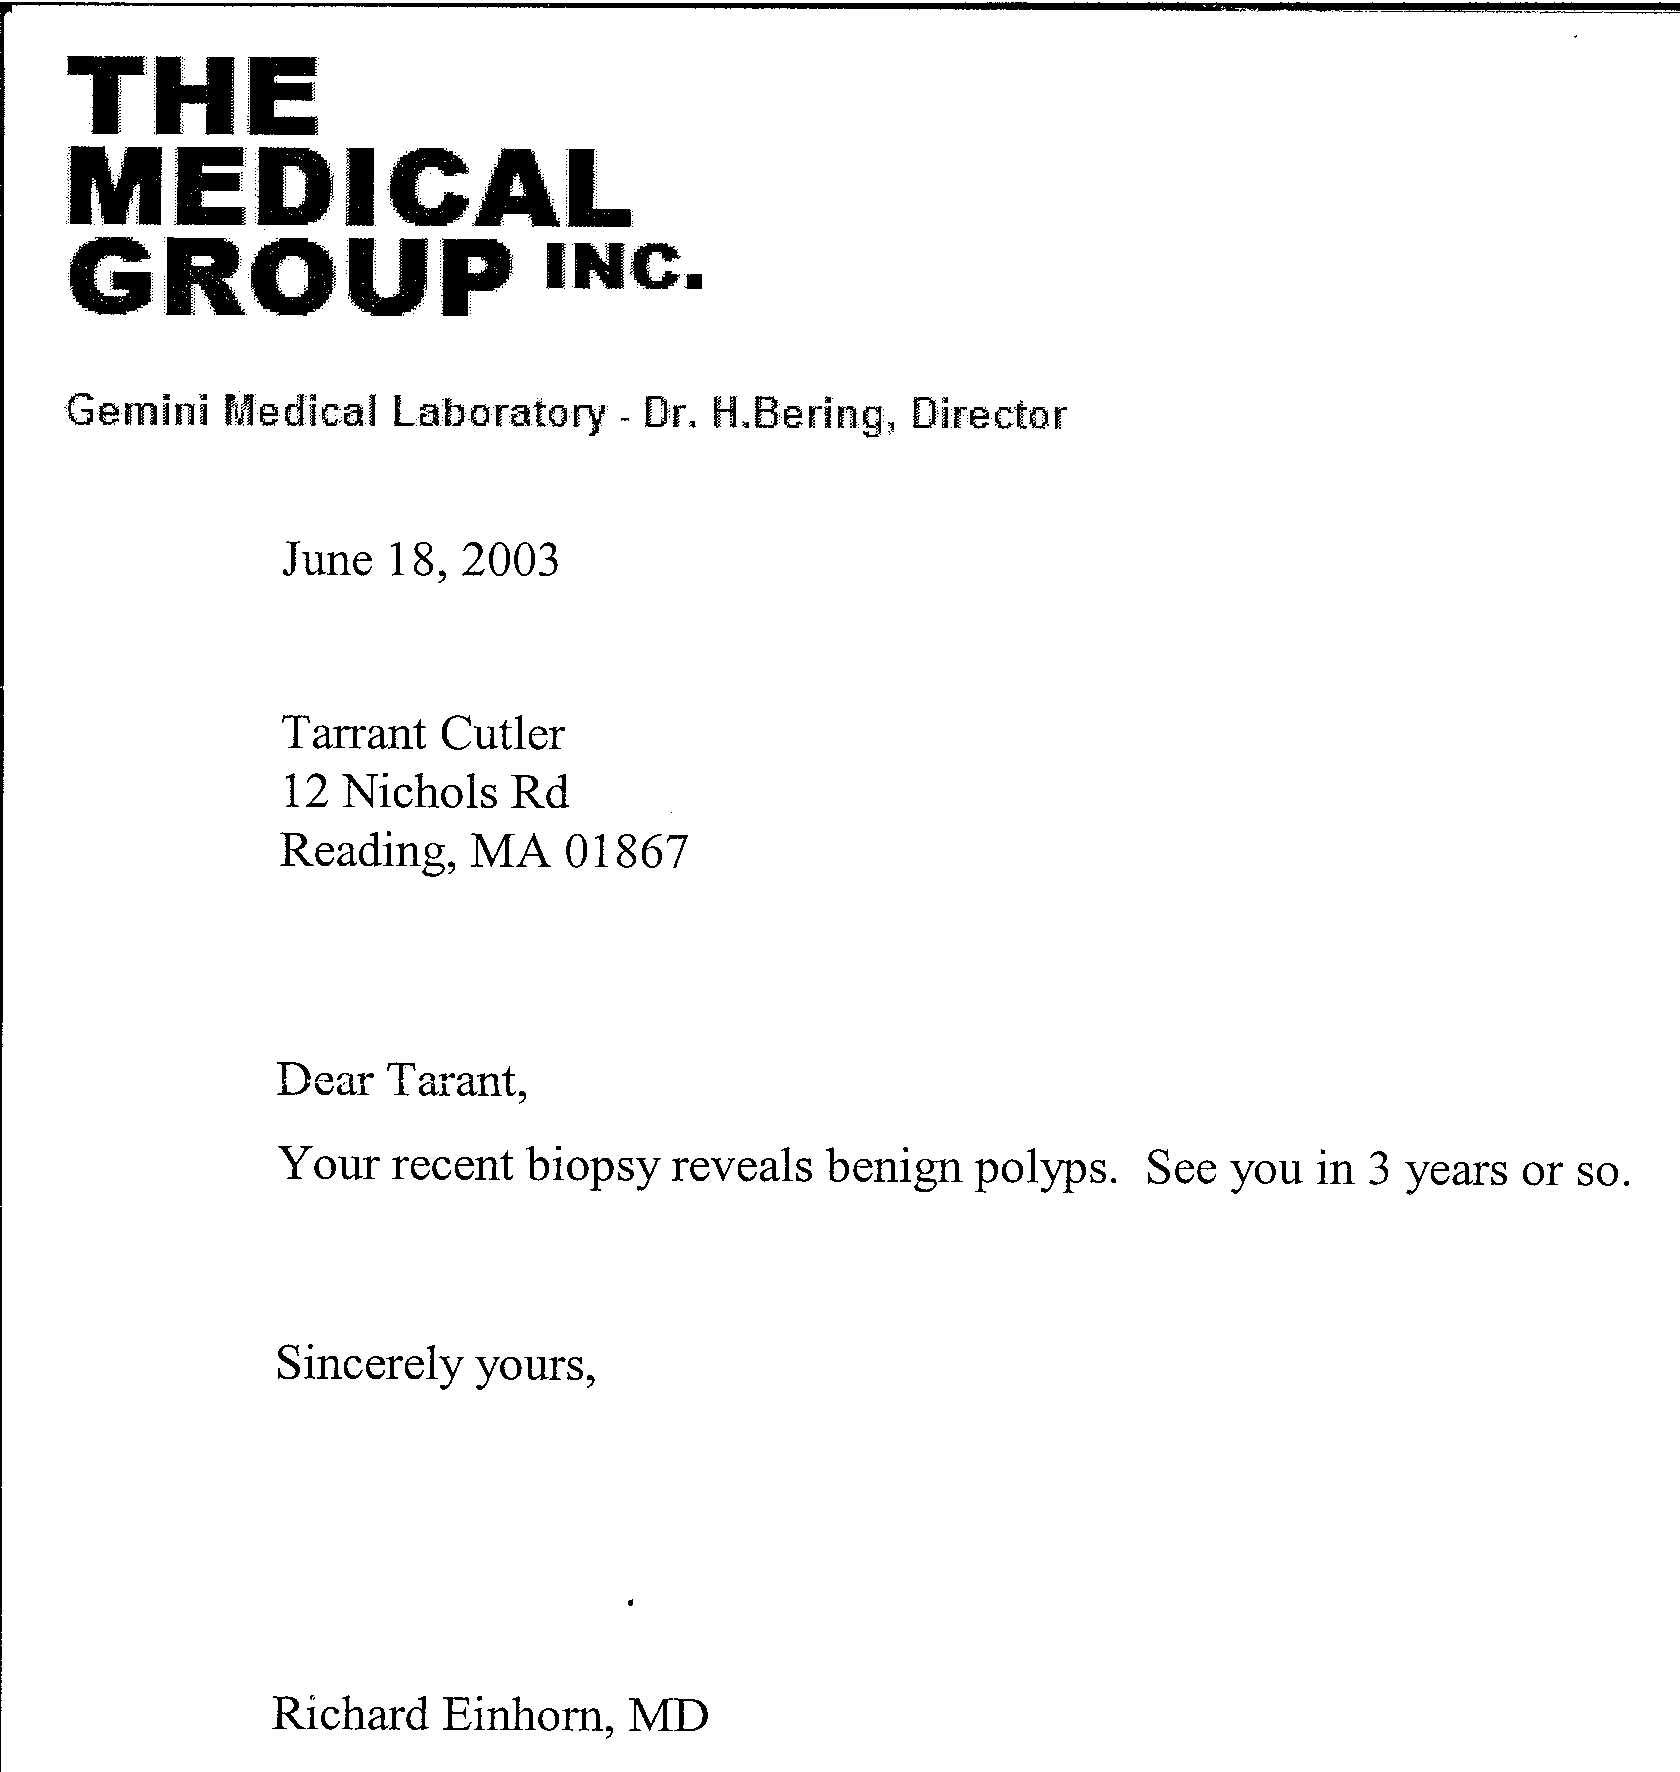 THE
MEDICAL
GROUP INC.
Gemini Medical Laboratory - Dr. H.Bering, Director
June 18, 2003
Tarrant Cutler
12 Nichols Rd
Reading, MA 01867
Dear Tarant,
Your recent biopsy reveals benign polyps.  See you in 3 years or so.
Sincerely yours,
Richard Einhorn, MD